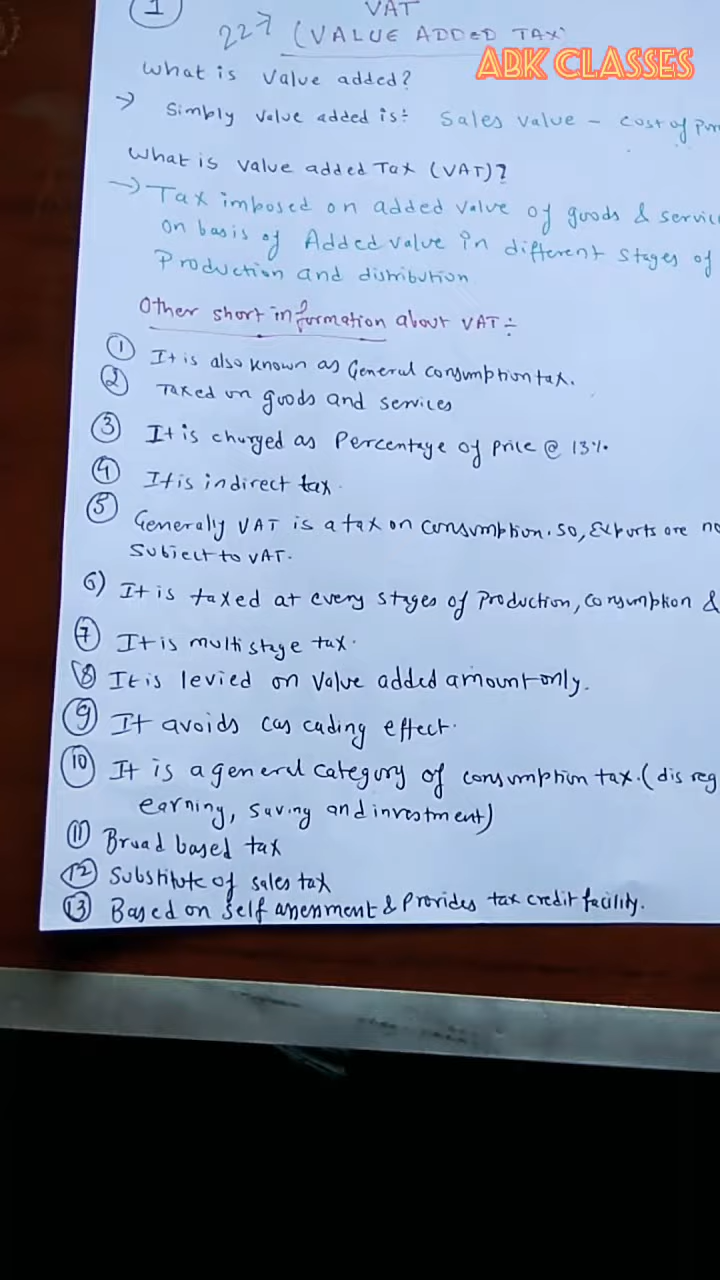 1
VAT
227 (VALUE ADDED TAX)
ABK CLASSES
What is Value added?
→ Simply value added is:- Sales value - cost of
What is value added Tax (VAT)?
→ Tax imposed on added value of goods &
on basis of Added value in different stages of
Production and distribution
Other short information about VAT:-
1 It is also known as General consumption tax.
2 Taxed on goods and services
3 It is charged as Percentage of price @ 13%
4 It is indirect tax.
5 Generally VAT is a tax on consumption. So, Exports are
Subject to VAT.
6) It is taxed at every stages of Production, Consumption &
7 It is multi stage tax.
8 It is levied on Value added amount only.
9 It avoids cas cading effect.
10 It is a general category of consumption tax. (
earning, saving and investment)
11 Broad based tax
12 Substitute of sales tax
13 Based on self assessment & Provides tax credit facility.